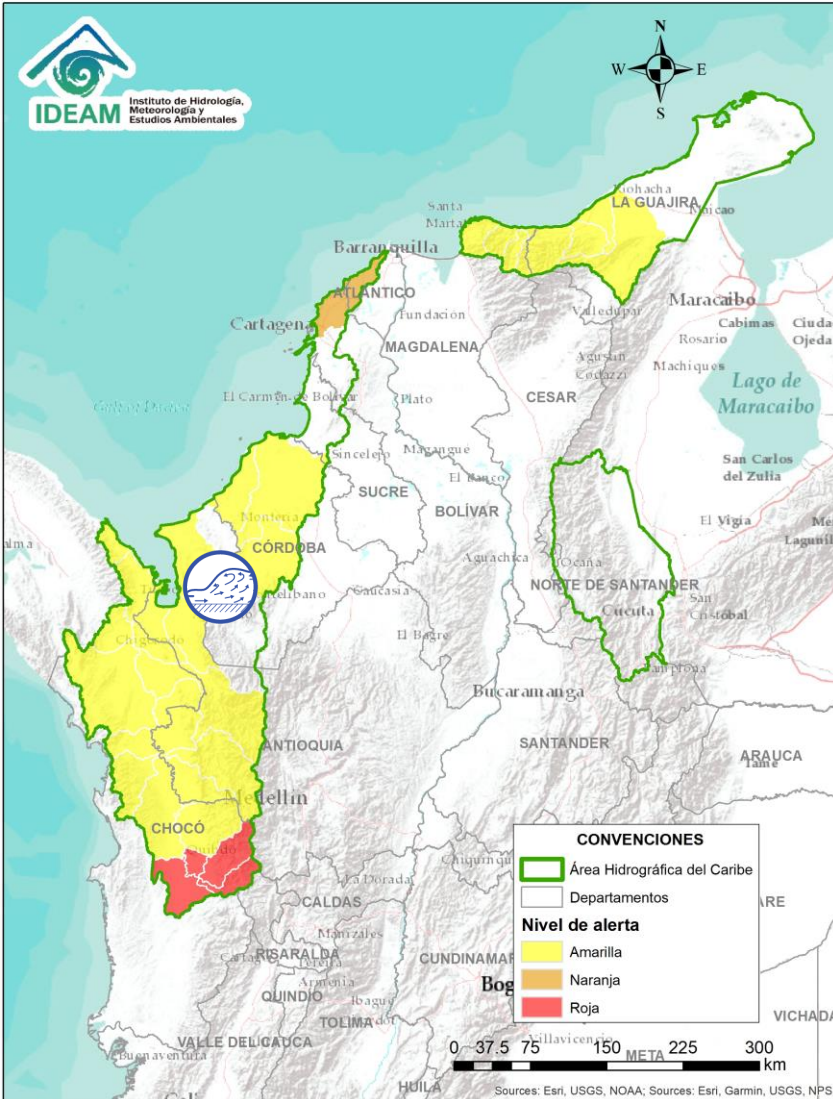 IDEAM
Instituto de Hidrología,
Meteorología y
Estudios Ambientales
N
W
E
S
Riohacha
LA GUAJIRA
Maicao
Santa
Marta
Barranquilla
ATLÁNTICO
Cartagena
Fundación
Valledupar
Maracaibo
Cabimas
Ciudad
Ojeda
Rosario
Machiques
MAGDALENA
Agustín
Codazzi
CESAR
Lago de
Maracaibo
El Carmen de Bolívar
Plato
San Carlos
del Zulia
Sincelejo
Magangué
SUCRE
El Banco
BOLÍVAR
El Vigía
Montería
CÓRDOBA
Aguachica
Ocaña
NORTE DE SANTANDER
Cúcuta
San
Cristóbal
Caucasia
El Bagre
Chigorodó
Pamplona
Bucaramanga
ANTIOQUIA
SANTANDER
ARAUCA
Tame
Medellín
CHOCÓ
Quibdó
La Dorada
CALDAS
Manizales
RISARALDA
Pereira
Armenia
QUINDIO
Ibagué
TOLIMA
CUNDINAMAR
Bog
VALLE DEL CAUCA
Buenaventura
Villavicencio
META
VICHADA
HUILA
CONVENCIONES
Área Hidrográfica del Caribe
Departamentos
Nivel de alerta
Amarilla
Naranja
Roja
0 37.5 75 150 225 300
km
Sources: Esri, USGS, NOAA; Sources: Esri, Garmin, USGS, NPS